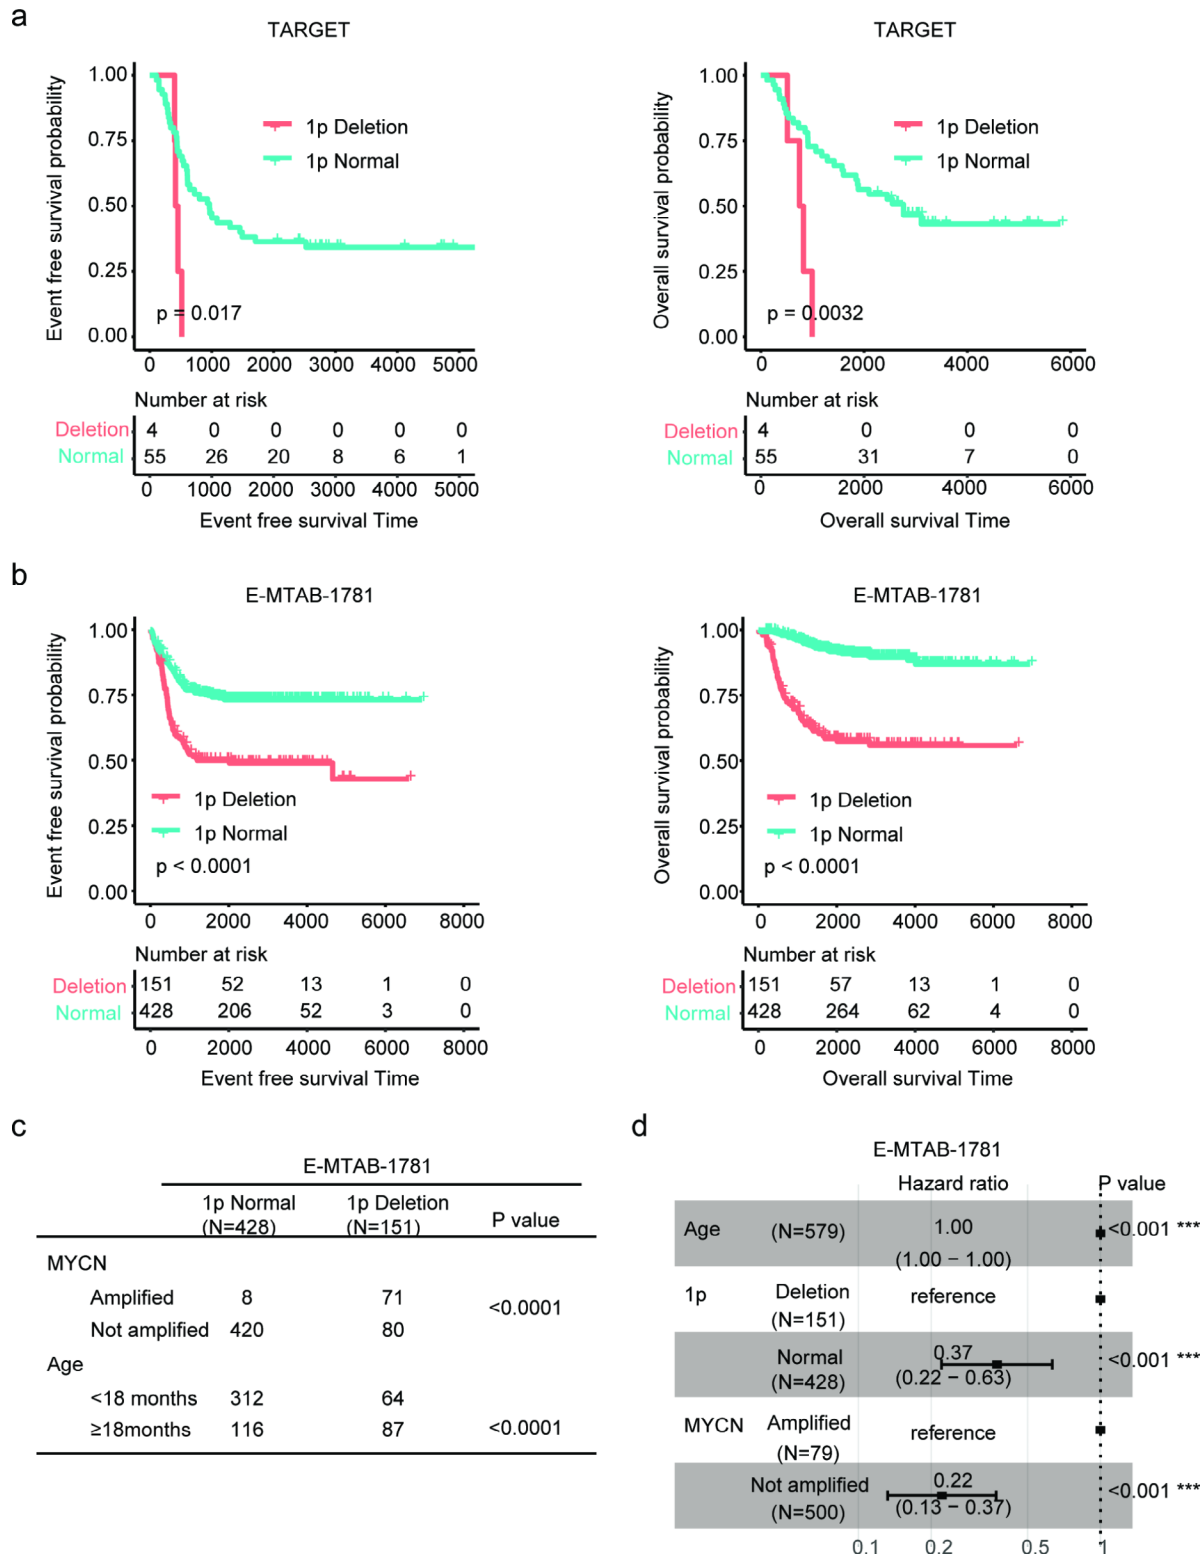 a
TARGET
Event free survival probability
1.00
0.75
0.50
0.25
0.00
1p Deletion
1p Normal
p = 0.017
0 1000 2000 3000 4000 5000
Number at risk
Deletion 4 0 0 0 0 0
Normal 55 26 20 8 6 1
0 1000 2000 3000 4000 5000
Event free survival Time
TARGET
Overall survival probability
1.00
0.75
0.50
0.25
0.00
1p Deletion
1p Normal
p = 0.0032
0 2000 4000 6000
Number at risk
Deletion 4 0 0 0
Normal 55 31 7 0
0 2000 4000 6000
Overall survival Time
b
E-MTAB-1781
Event free survival probability
1.00
0.75
0.50
0.25
0.00
1p Deletion
1p Normal
p < 0.0001
0 2000 4000 6000 8000
Number at risk
Deletion 151 52 13 1 0
Normal 428 206 52 3 0
0 2000 4000 6000 8000
Event free survival Time
E-MTAB-1781
Overall survival probability
1.00
0.75
0.50
0.25
0.00
1p Deletion
1p Normal
p < 0.0001
0 2000 4000 6000 8000
Number at risk
Deletion 151 57 13 1 0
Normal 428 264 62 4 0
0 2000 4000 6000 8000
Overall survival Time
c
E-MTAB-1781
1p Normal 1p Deletion P value
(N=428) (N=151)
MYCN
Amplified 8 71 <0.0001
Not amplified 420 80
Age
<18 months 312 64
≥18months 116 87 <0.0001
d
E-MTAB-1781
Hazard ratio P value
Age (N=579) 1.00 <0.001 ***
(1.00 − 1.00)
1p Deletion reference
(N=151)
Normal 0.37 <0.001 ***
(N=428) (0.22 − 0.63)
MYCN Amplified reference
(N=79)
Not amplified 0.22 <0.001 ***
(N=500) (0.13 − 0.37)
0.1 0.2 0.5 1